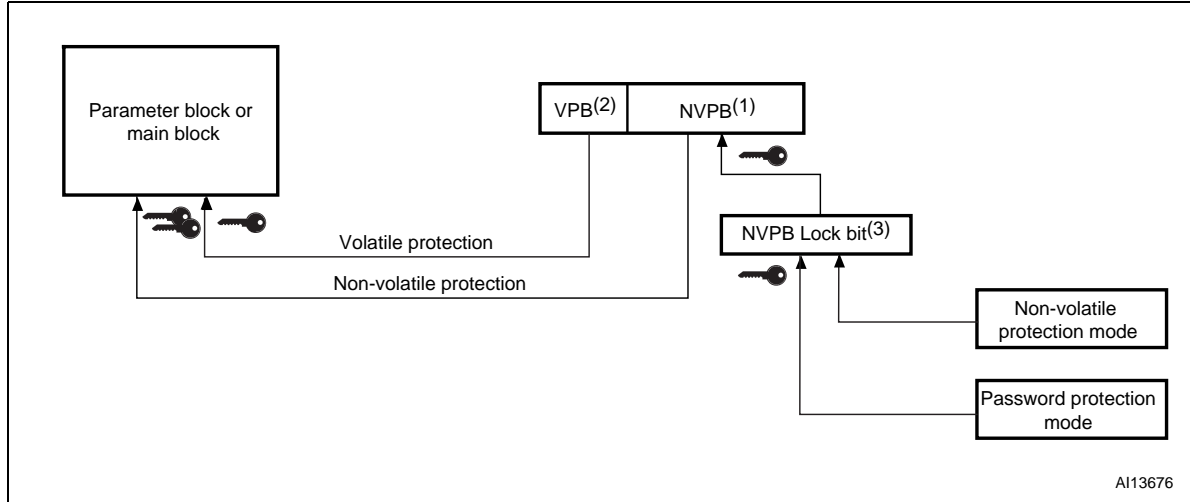 Parameter block or
main block
VPB(2)
NVPB(1)
NVPB Lock bit(3)
Volatile protection
Non-volatile protection
Non-volatile
protection mode
Password protection
mode
AI13676